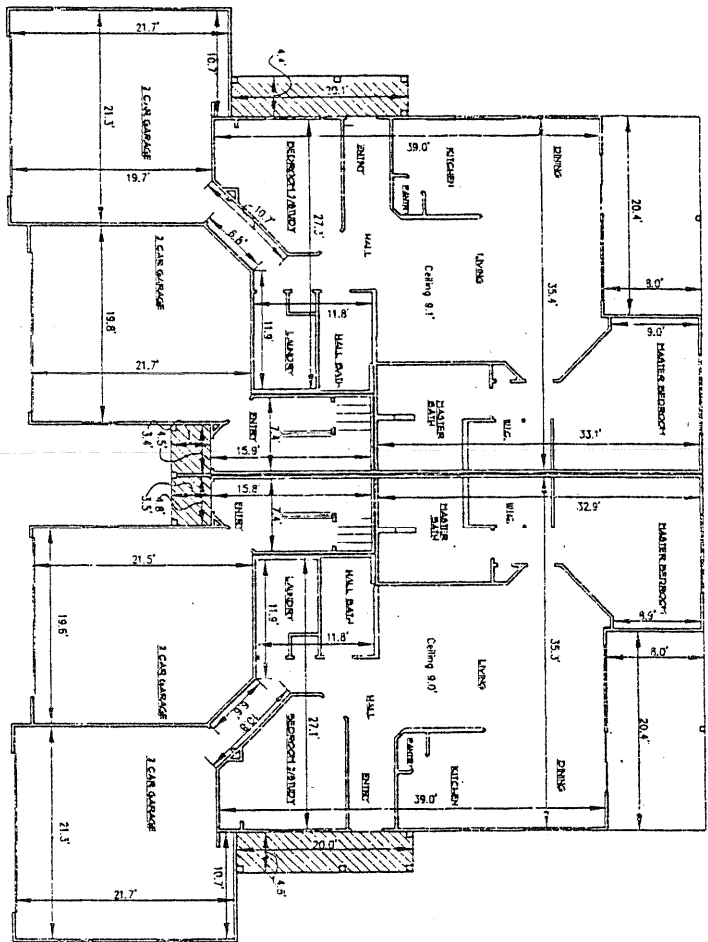 21.7'
10.7'
4.4'
20.1'
21.3'
2 CAR GARAGE
19.7'
39.0'
BEDROOM 2/STUDY
ENTRY
KITCHEN
DINING
20.4'
27.3'
PANTRY
10.7'
6.6'
HALL
LIVING
Ceiling 9.1'
35.4'
8.0'
2 CAR GARAGE
19.8'
11.8'
11.9'
LAUNDRY
HALL BATH
9.0'
MASTER BEDROOM
21.7'
MASTER BATH
W.I.C.
33.1'
ENTRY
7.4'
4.5'
3.4'
15.9'
15.8'
4.8'
3.5'
ENTRY
7.4'
MASTER BATH
W.I.C.
32.9'
21.5'
LAUNDRY
HALL BATH
MASTER BEDROOM
11.9'
11.8'
9.9'
19.6'
2 CAR GARAGE
Ceiling 9.0'
LIVING
35.3'
8.0'
6.6'
HALL
20.4'
BEDROOM 2/STUDY
27.1'
PANTRY
ENTRY
KITCHEN
DINING
2 CAR GARAGE
39.0'
21.3'
20.0'
10.7'
4.5'
21.7'